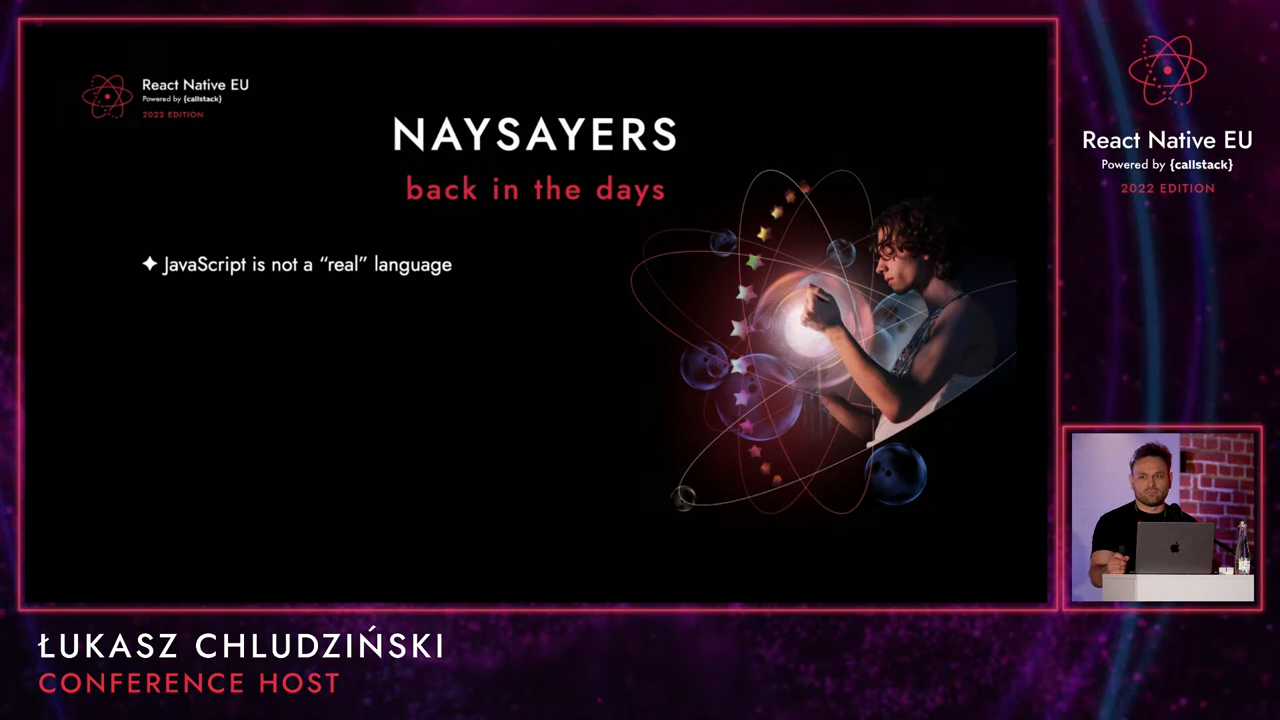 React Native EU
Powered by {callstack}
2022 EDITION
NAYSAYERS
back in the days
✦ JavaScript is not a “real” language
React Native EU
Powered by {callstack}
2022 EDITION
ŁUKASZ CHLUDZIŃSKI
CONFERENCE HOST